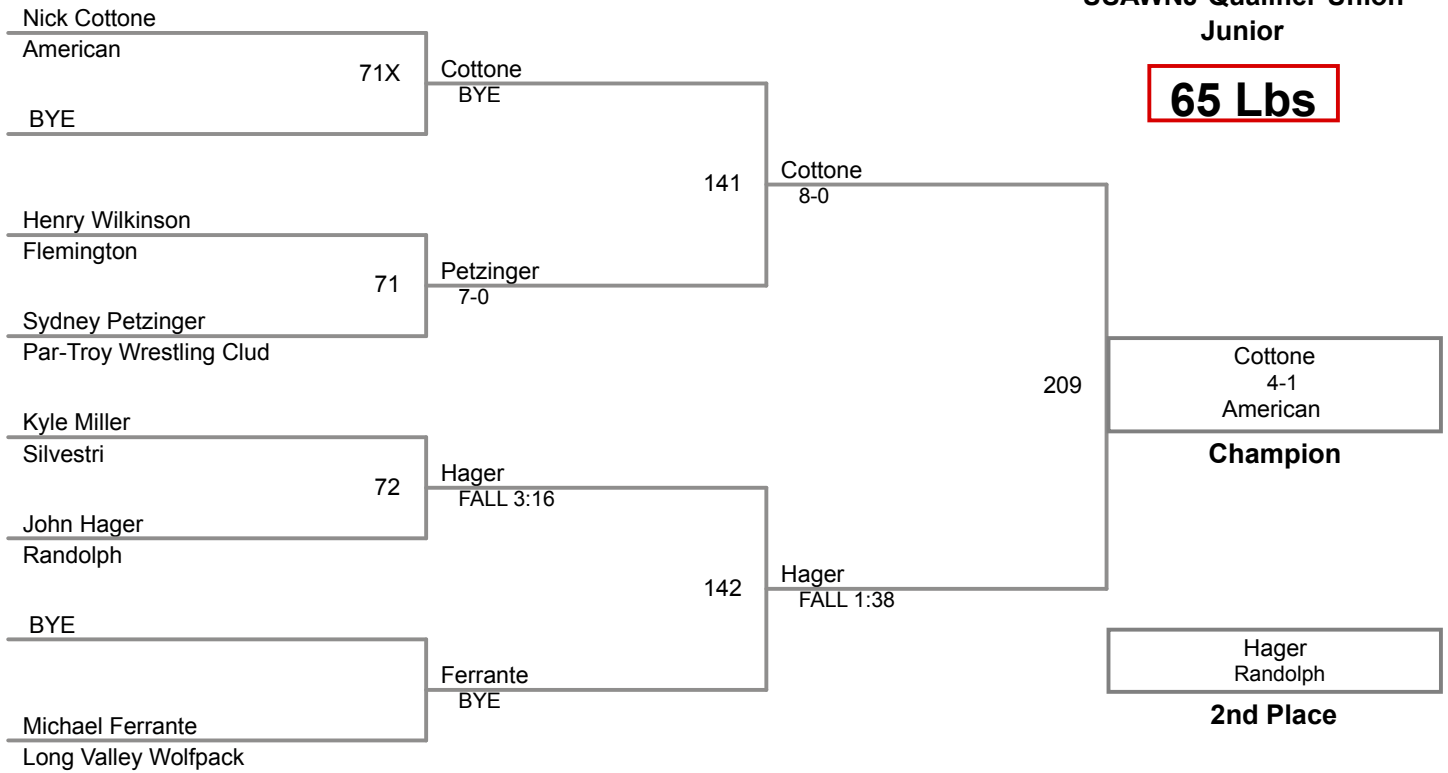 USAWNJ Qualifier Union
Junior
65 Lbs
Nick Cottone
American
71X
BYE
Cottone
BYE
Henry Wilkinson
Flemington
71
Sydney Petzinger
Par-Troy Wrestling Clud
Petzinger
7-0
141
Cottone
8-0
Kyle Miller
Silvestri
72
John Hager
Randolph
Hager
FALL 3:16
BYE
Michael Ferrante
Long Valley Wolfpack
Ferrante
BYE
142
Hager
FALL 1:38
209
Cottone
4-1
American
Champion
Hager
Randolph
2nd Place